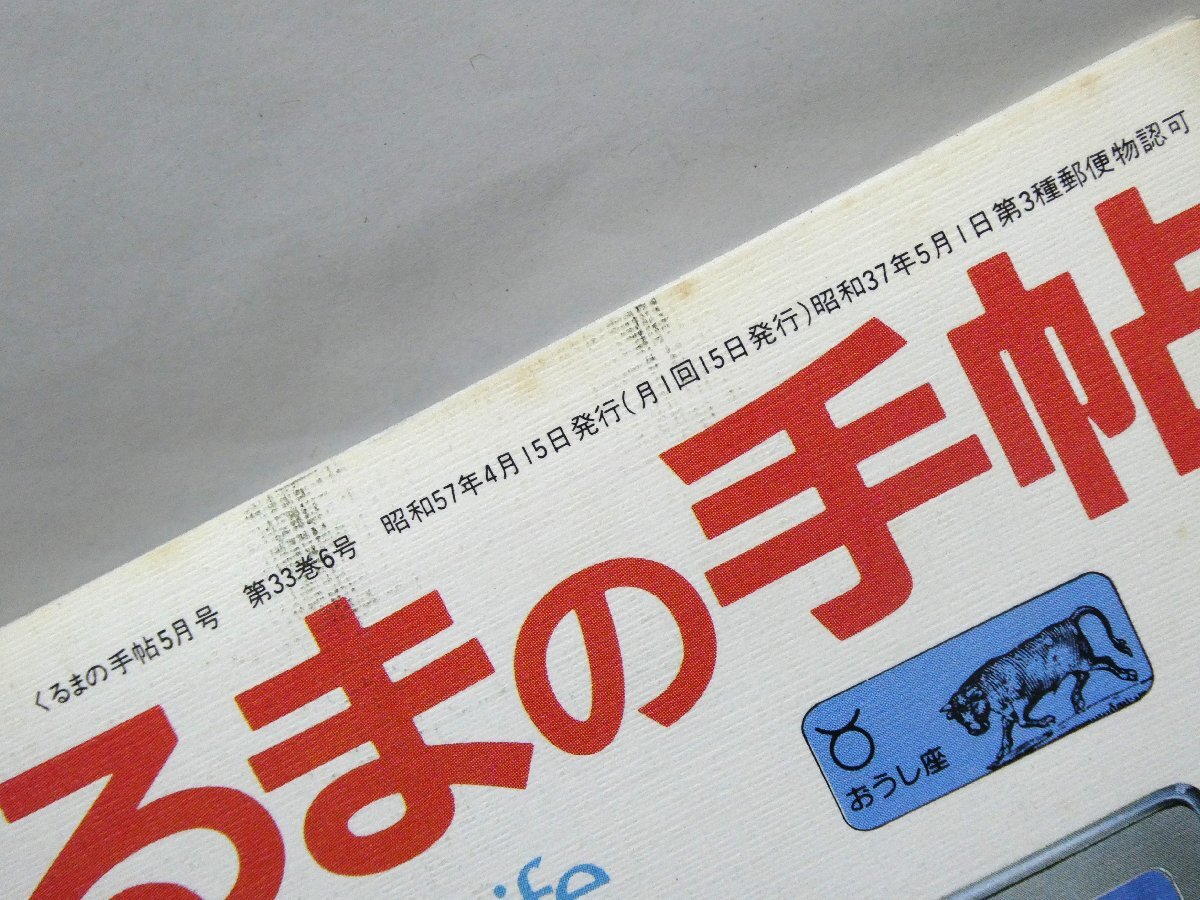 くるまの手帖5月号　第33巻6号　昭和57年4月15日発行(月1回15日発行)昭和37年5月1日第3種郵便物認可
るまの手帖
おうし座
ife